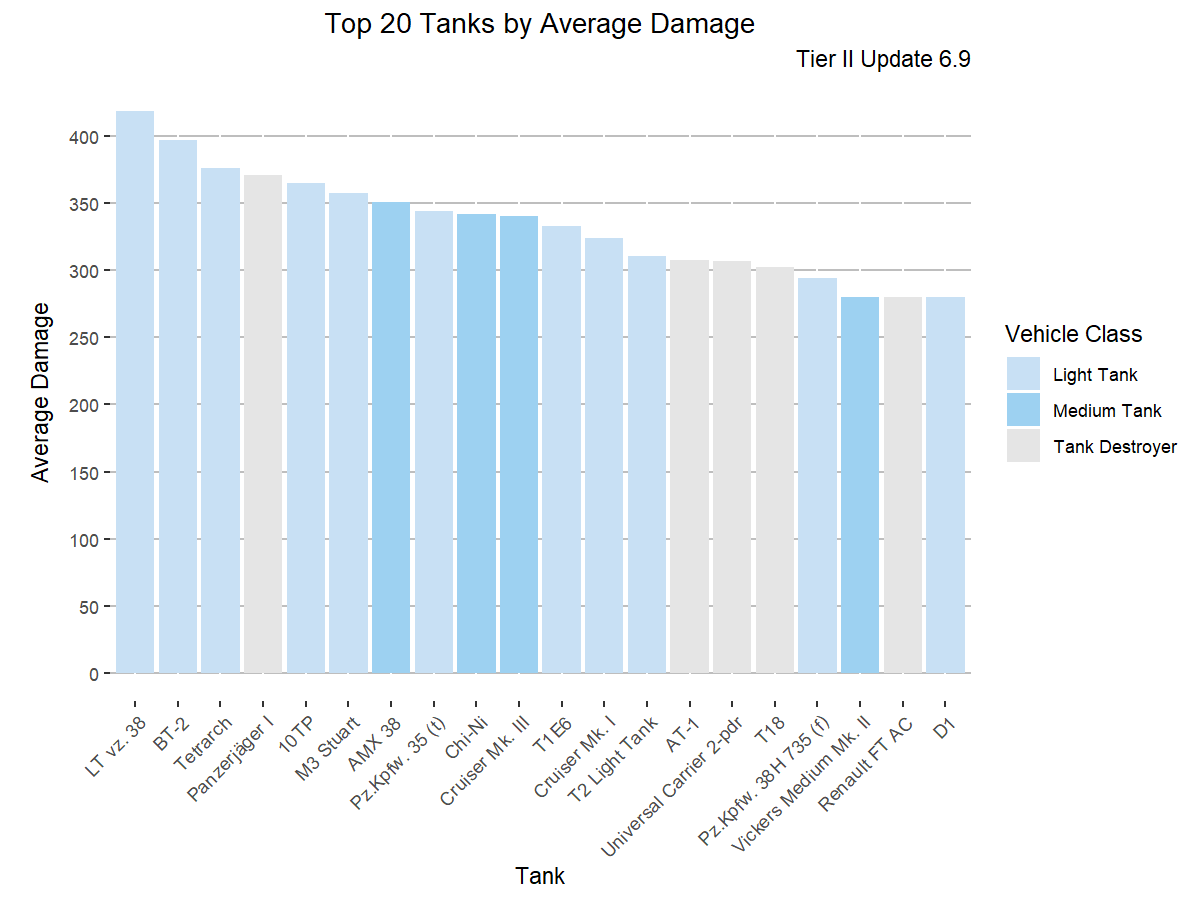 Top 20 Tanks by Average Damage
Tier II Update 6.9
Average Damage
400
350
300
250
200
150
100
50
0
LT vz. 38
BT-2
Tetrarch
Panzerjäger I
10TP
M3 Stuart
AMX 38
Pz.Kpfw. 35 (t)
Chi-Ni
Cruiser Mk. III
T1E6
Cruiser Mk. I
T2 Light Tank
AT-1
Universal Carrier 2-pdr
T18
Pz.Kpfw. 38 H 735 (f)
Vickers Medium Mk. II
Renault FT AC
D1
Tank
Vehicle Class
Light Tank
Medium Tank
Tank Destroyer